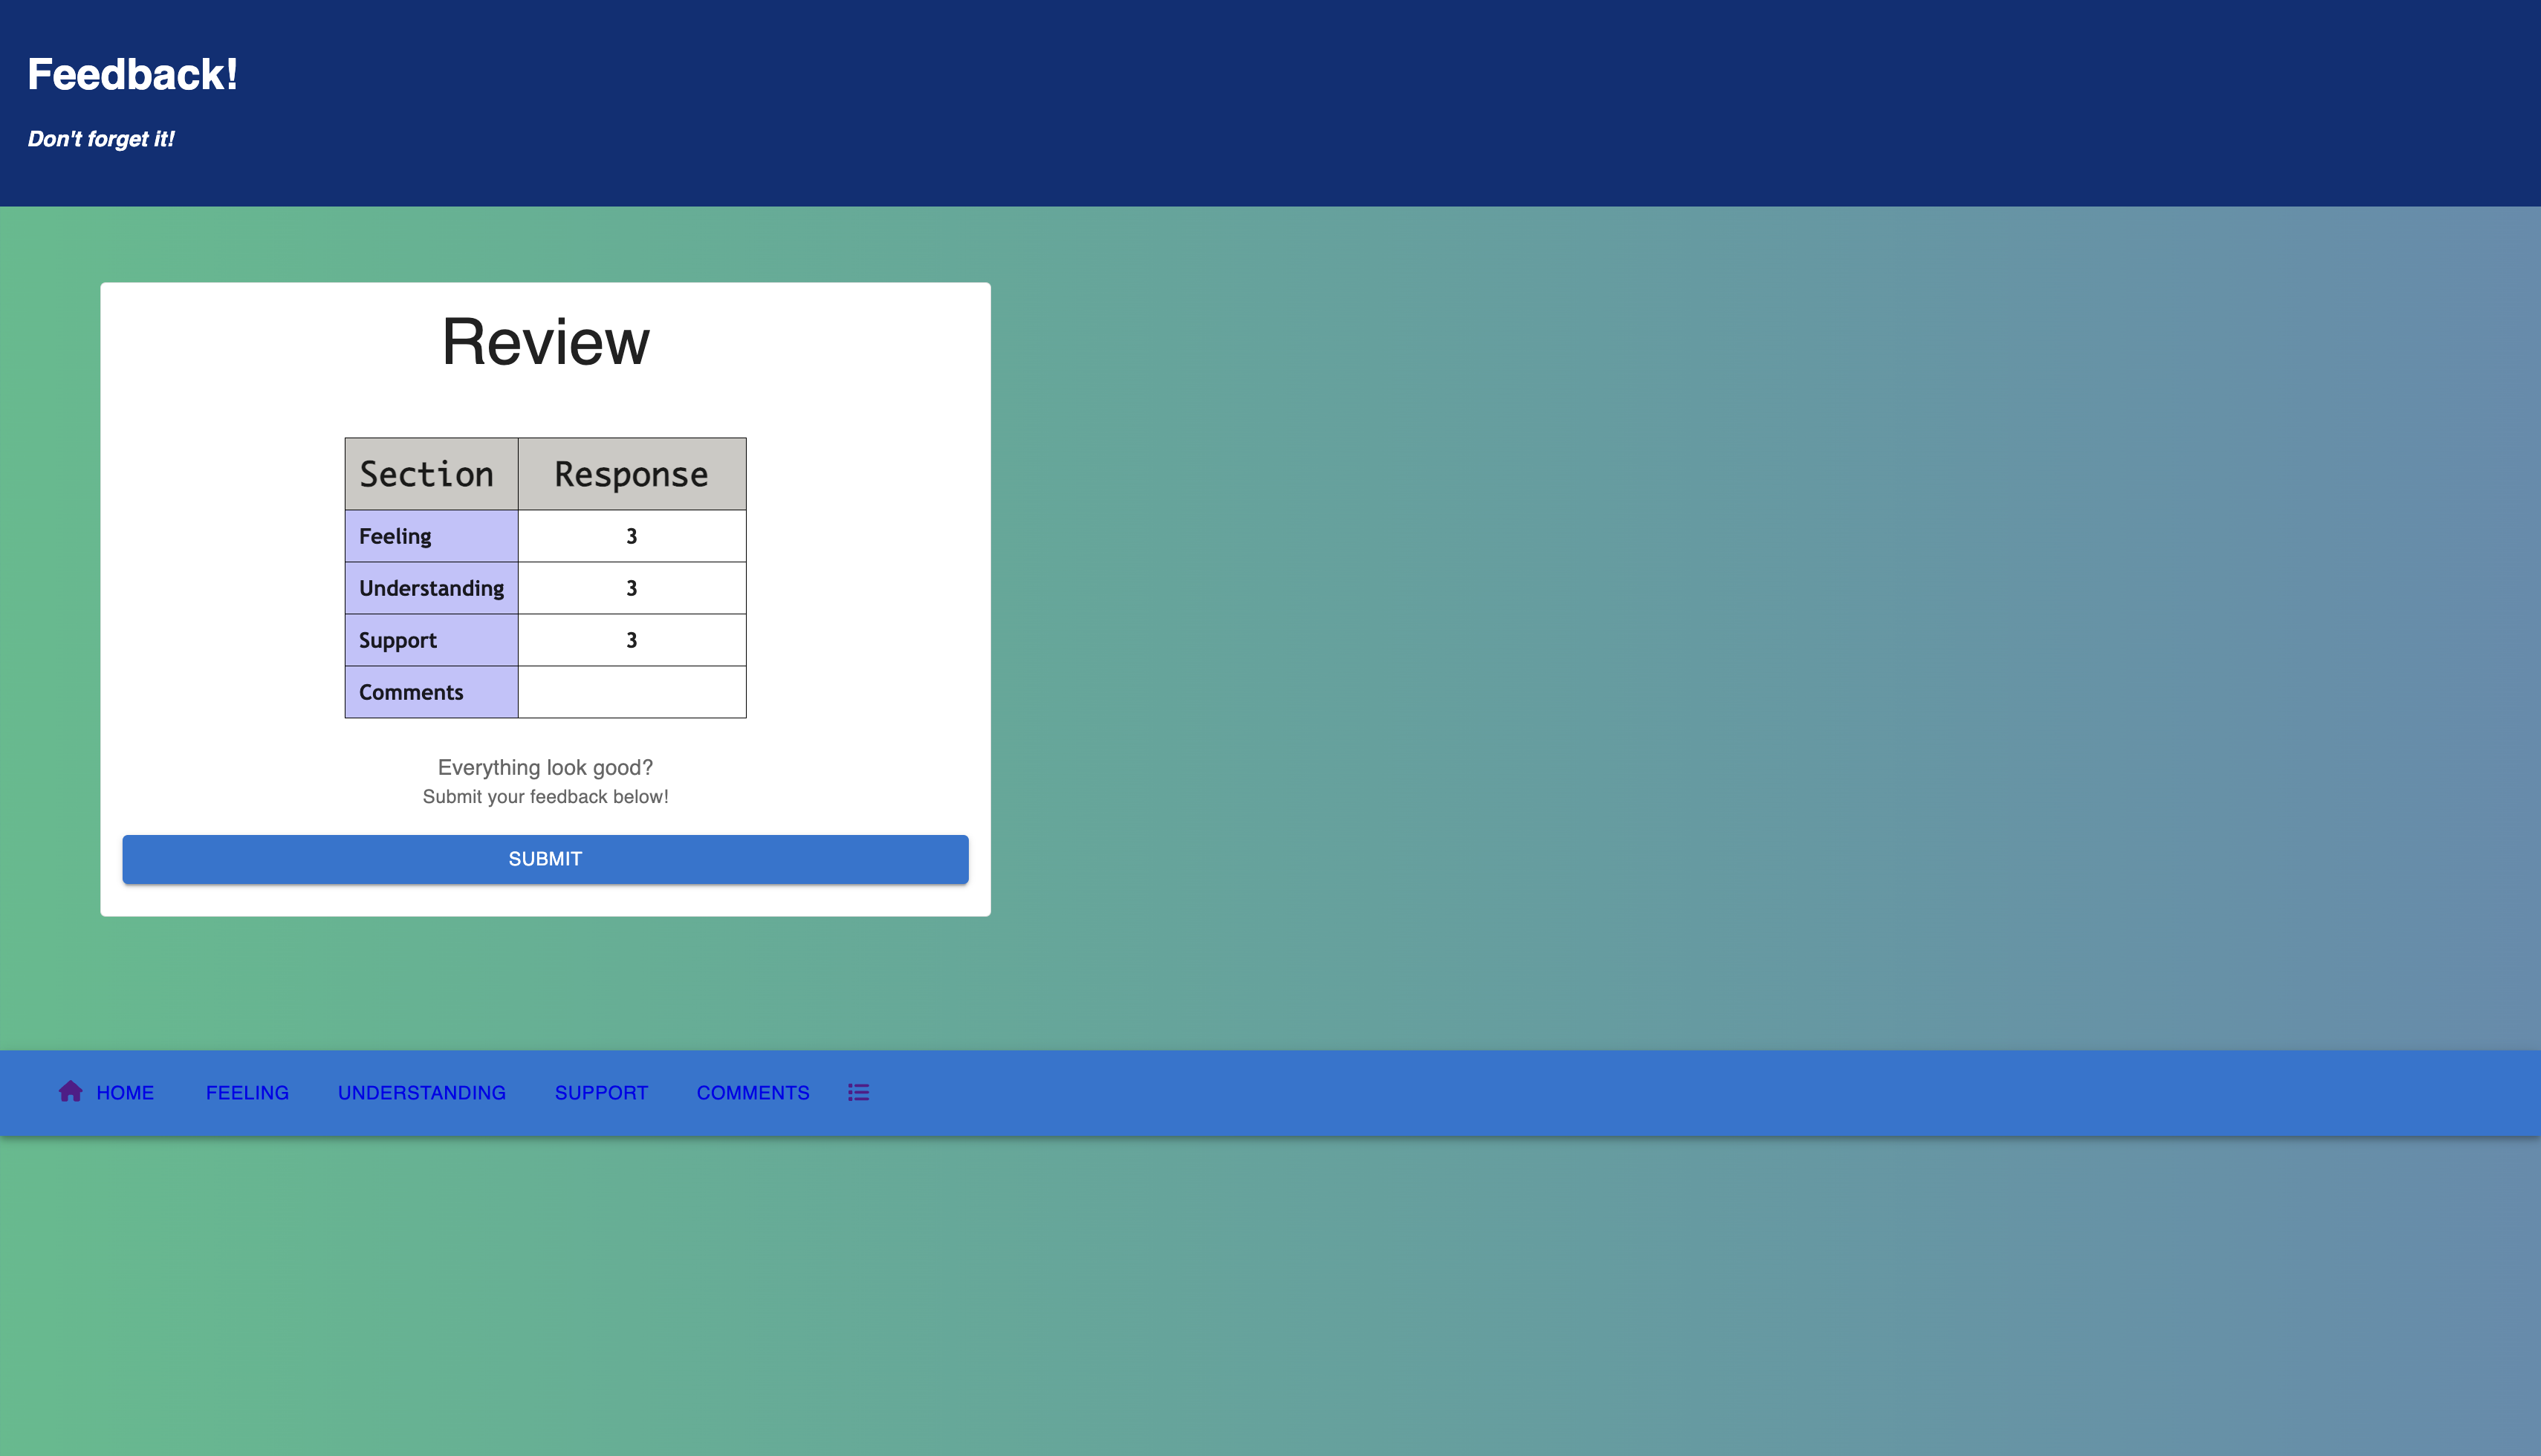 Feedback!
Don't forget it!
Review
Section Response
Feeling 3
Understanding 3
Support 3
Comments
Everything look good?
Submit your feedback below!
SUBMIT
HOME FEELING UNDERSTANDING SUPPORT COMMENTS